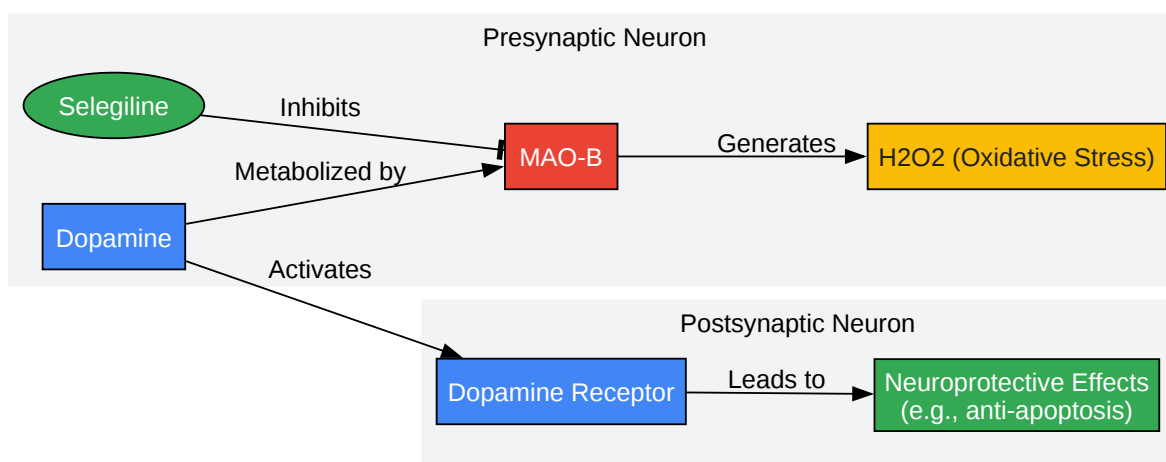 Presynaptic Neuron
Selegiline
Inhibits
MAO-B
Generates
H2O2 (Oxidative Stress)
Metabolized by
Dopamine
Activates
Postsynaptic Neuron
Dopamine Receptor
Leads to
Neuroprotective Effects
(e.g., anti-apoptosis)